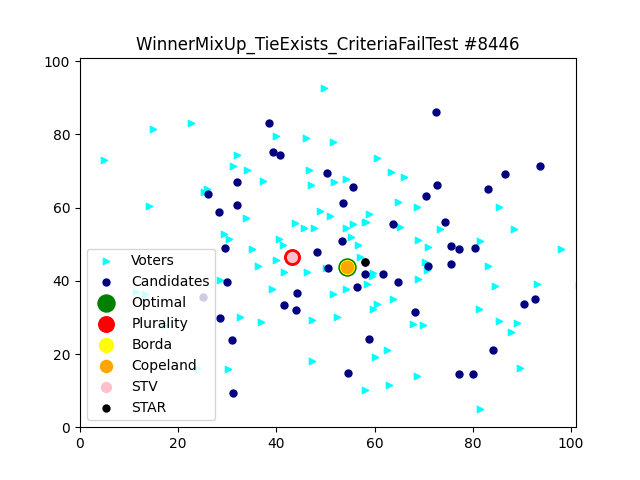 WinnerMixUp_TieExists_CriteriaFailTest #8446
100
80
60
40
20
0
Voters
Candidates
Optimal
Plurality
Borda
Copeland
STV
STAR
0 20 40 60 80 100